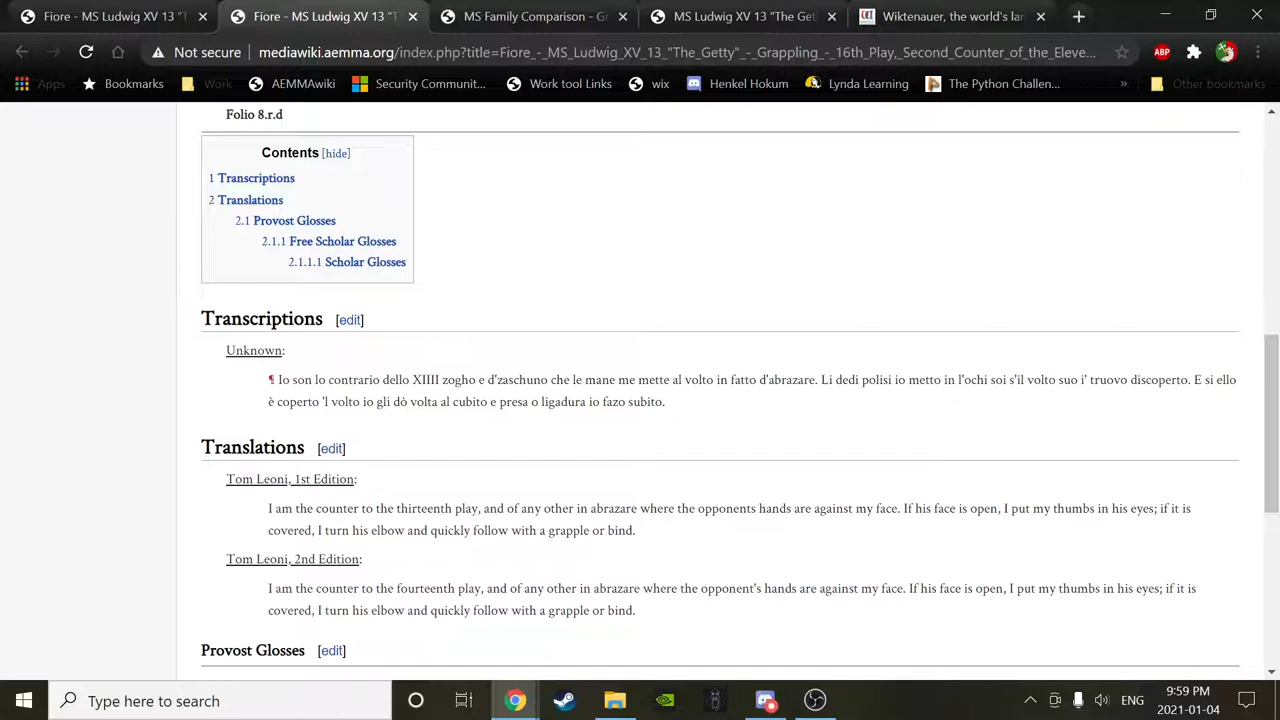 Fiore - MS Ludwig XV 13 "T
Fiore - MS Ludwig XV 13 "T
MS Family Comparison - G
MS Ludwig XV 13 "The Get
Wiktenauer, the world's la
Not secure
mediawiki.aemma.org/index.php?title=Fiore_-_MS_Ludwig_XV_13_"The_Getty"_-_Grappling_-_16th_Play,_Second_Counter_of_the_Eleve...
ABP
Apps
Bookmarks
Work
AEMMAwiki
Security Communit...
Work tool Links
wix
Henkel Hokum
Lynda Learning
The Python Challen...
»
Other bookmarks
Folio 8.r.d
Contents [hide]
1 Transcriptions
2 Translations
2.1 Provost Glosses
2.1.1 Free Scholar Glosses
2.1.1.1 Scholar Glosses
Transcriptions [edit]
Unknown:
¶ Io son lo contrario dello XIIII zogho e d'zaschuno che le mane me mette al volto in fatto d'abrazare. Li dedi polisi io metto in l'ochi soi s'il volto suo i' truovo discoperto. E si ello
è coperto 'l volto io gli dò volta al cubito e presa o ligadura io fazo subito.
Translations [edit]
Tom Leoni, 1st Edition:
I am the counter to the thirteenth play, and of any other in abrazare where the opponents hands are against my face. If his face is open, I put my thumbs in his eyes; if it is
covered, I turn his elbow and quickly follow with a grapple or bind.
Tom Leoni, 2nd Edition:
I am the counter to the fourteenth play, and of any other in abrazare where the opponent's hands are against my face. If his face is open, I put my thumbs in his eyes; if it is
covered, I turn his elbow and quickly follow with a grapple or bind.
Provost Glosses [edit]
Type here to search
ENG
9:59 PM
2021-01-04